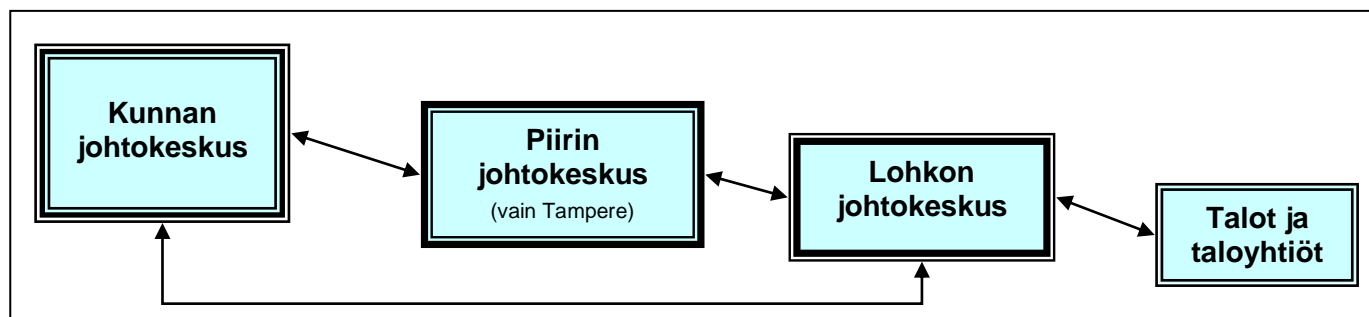 Kunnan
johtokeskus
Piirin
johtokeskus
(vain Tampere)
Lohkon
johtokeskus
Talot ja
taloyhtiöt